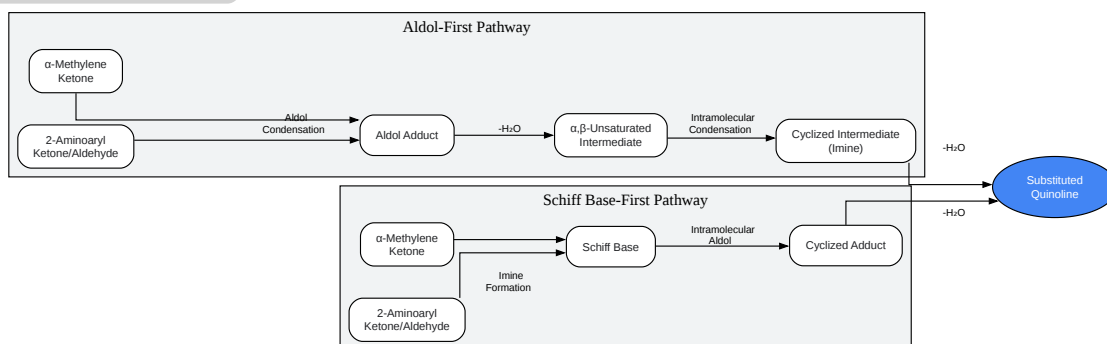 Aldol-First Pathway
α-Methylene
Ketone
2-Aminoaryl
Ketone/Aldehyde
Aldol
Condensation
Aldol Adduct
-H₂O
α,β-Unsaturated
Intermediate
Intramolecular
Condensation
Cyclized Intermediate
(Imine)
-H₂O
Substituted
Quinoline
-H₂O
Schiff Base-First Pathway
α-Methylene
Ketone
2-Aminoaryl
Ketone/Aldehyde
Imine
Formation
Schiff Base
Intramolecular
Aldol
Cyclized Adduct